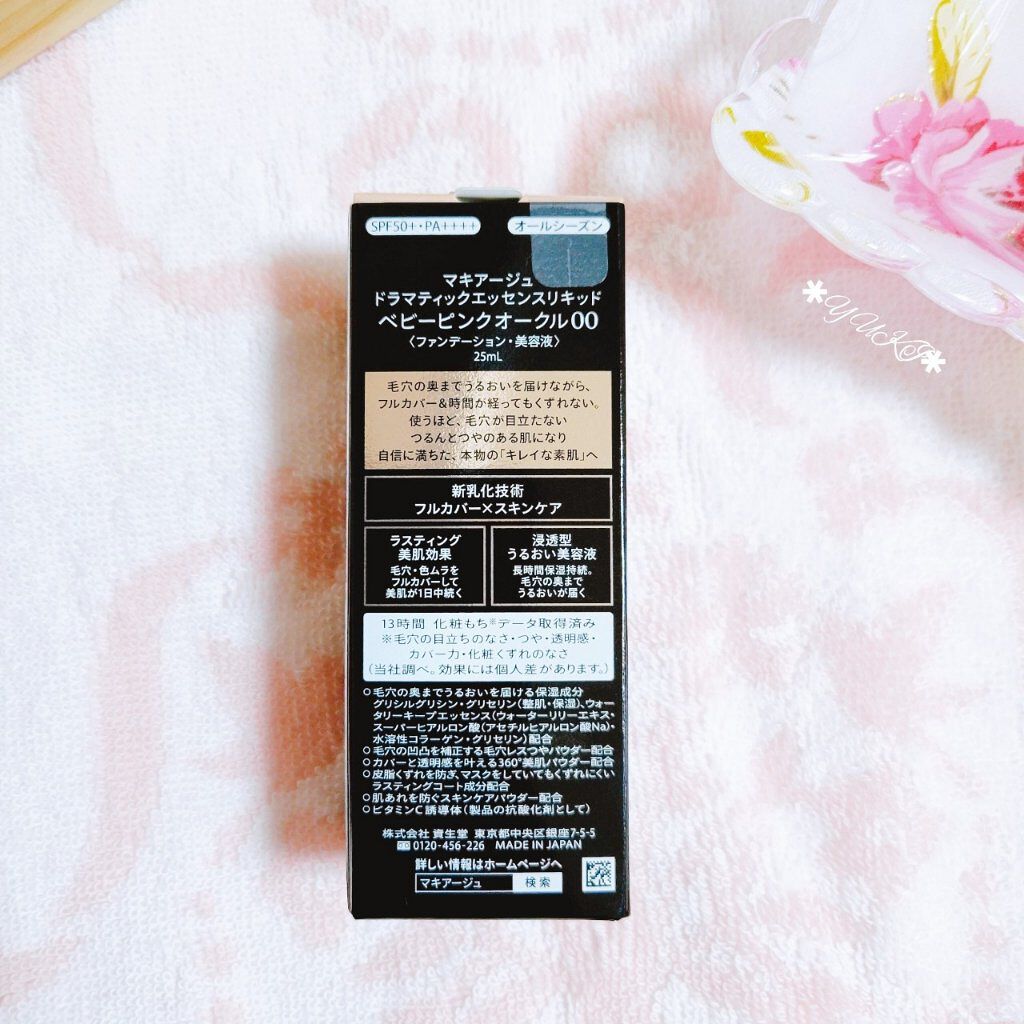 SPF50+・PA++++
オールシーズン
マキアージュ
ドラマティックエッセンスリキッド
ベビーピンクオークル00
〈ファンデーション・美容液〉
25mL
毛穴の奥までうるおいを届けながら、
フルカバー&時間が経ってもくずれない。
使うほど、毛穴が目立たない
つるんとつやのある肌になり
自信に満ちた、本物の「キレイな素肌」へ
新乳化技術
フルカバー×スキンケア
ラスティング
美肌効果
毛穴・色ムラを
フルカバーして
美肌が1日中続く
浸透型
うるおい美容液
長時間保湿持続。
毛穴の奥まで
うるおいが届く
13時間 化粧もち※データ取得済み
※毛穴の目立ちのなさ・つや・透明感・
カバー力・化粧くずれのなさ
(当社調べ。効果には個人差があります。)
○毛穴の奥までうるおいを届ける保湿成分
グリシルグリシン・グリセリン(整肌・保湿)、ウォー
タリーキープエッセンス(ウォーターリリーエキス・
スーパーヒアルロン酸(アセチルヒアルロン酸Na)・
水溶性コラーゲン・グリセリン)配合
○毛穴の凹凸を補正する毛穴レスつやパウダー配合
○カバーと透明感を叶える360°美肌パウダー配合
○皮脂くずれを防ぎ、マスクをしていてもくずれにくい
ラスティングコート成分配合
○肌あれを防ぐスキンケアパウダー配合
○ビタミンC誘導体(製品の抗酸化剤として)
株式会社 資生堂 東京都中央区銀座7-5-5
0120-456-226 MADE IN JAPAN
詳しい情報はホームページへ
マキアージュ 検索
*YUKI*